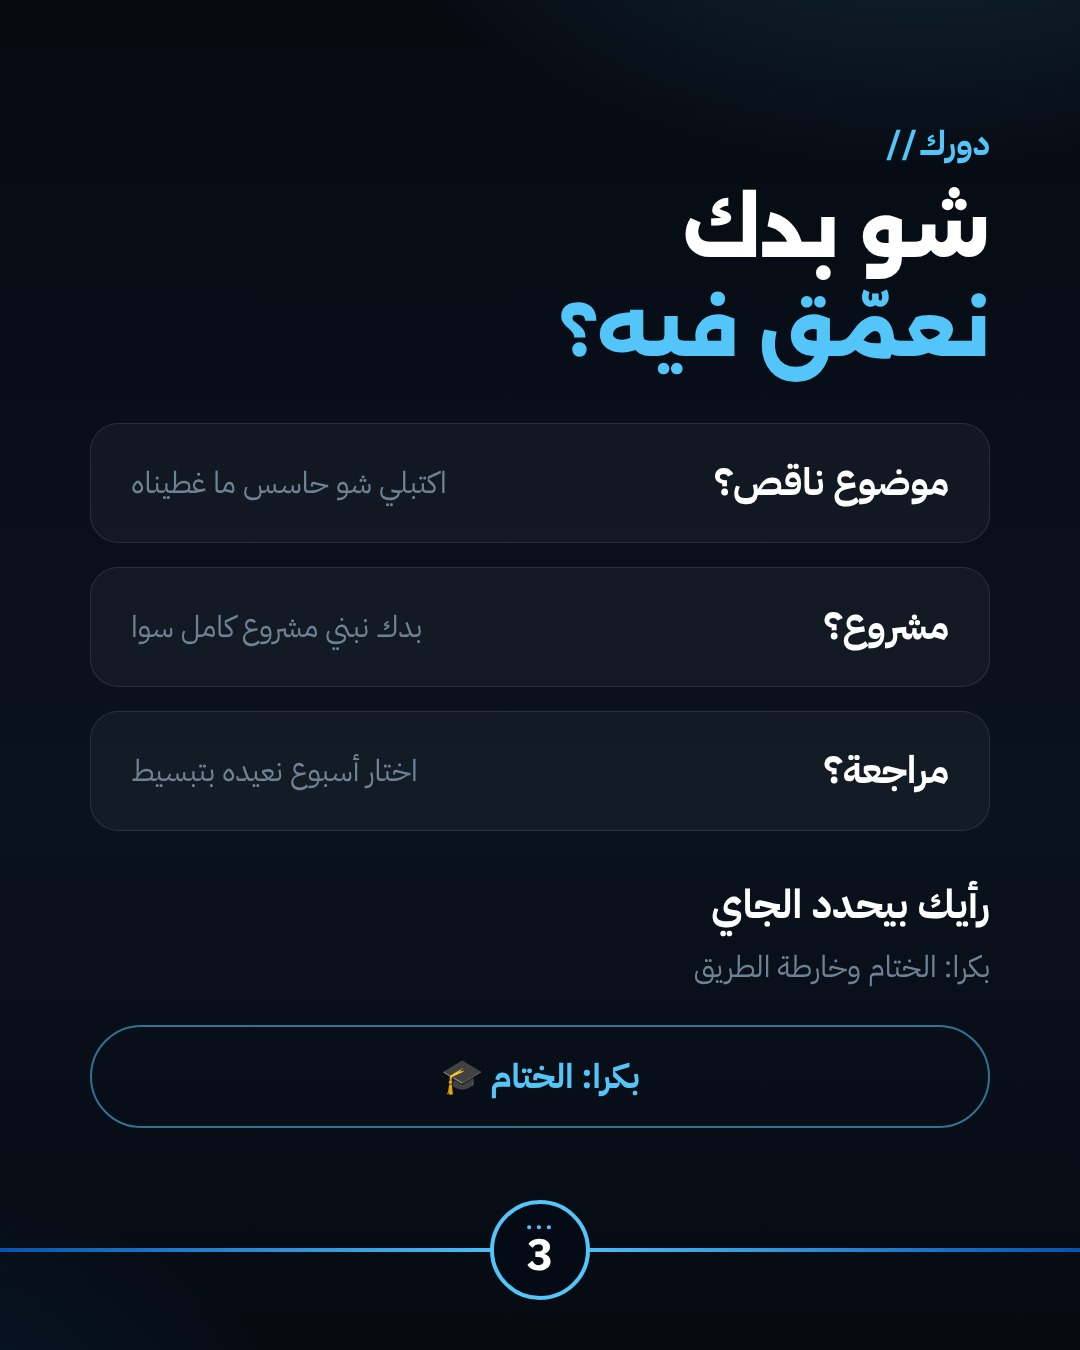 دورك //
شو بدك
نعمّق فيه؟
موضوع ناقص؟
اكتبلي شو حاسس ما غطيناه
مشروع؟
بدك نبني مشروع كامل سوا
مراجعة؟
اختار أسبوع نعيده بتبسيط
رأيك بيحدد الجاي
بكرا: الختام وخارطة الطريق
بكرا: الختام 🎓
...
3